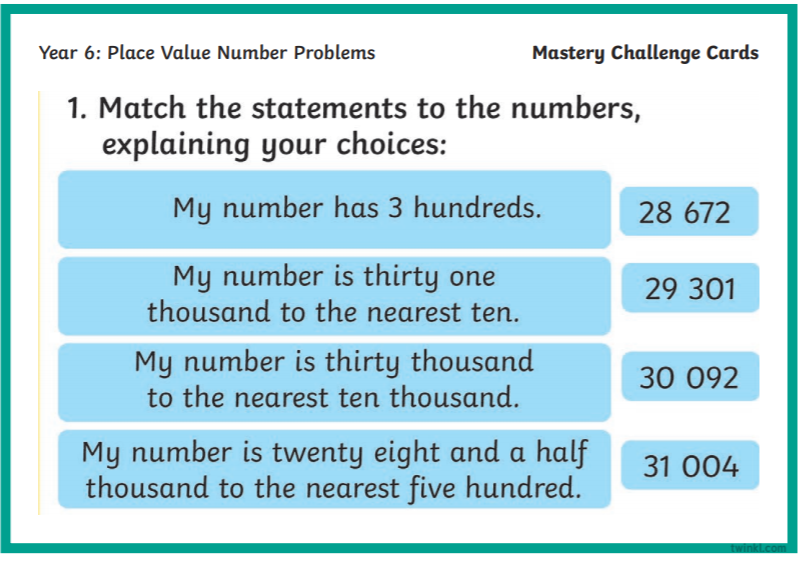 Year 6: Place Value Number Problems
Mastery Challenge Cards
1. Match the statements to the numbers,
explaining your choices:
My number has 3 hundreds.
28 672
My number is thirty one
thousand to the nearest ten.
29 301
My number is thirty thousand
to the nearest ten thousand.
30 092
My number is twenty eight and a half
thousand to the nearest five hundred.
31 004
twinkl.com